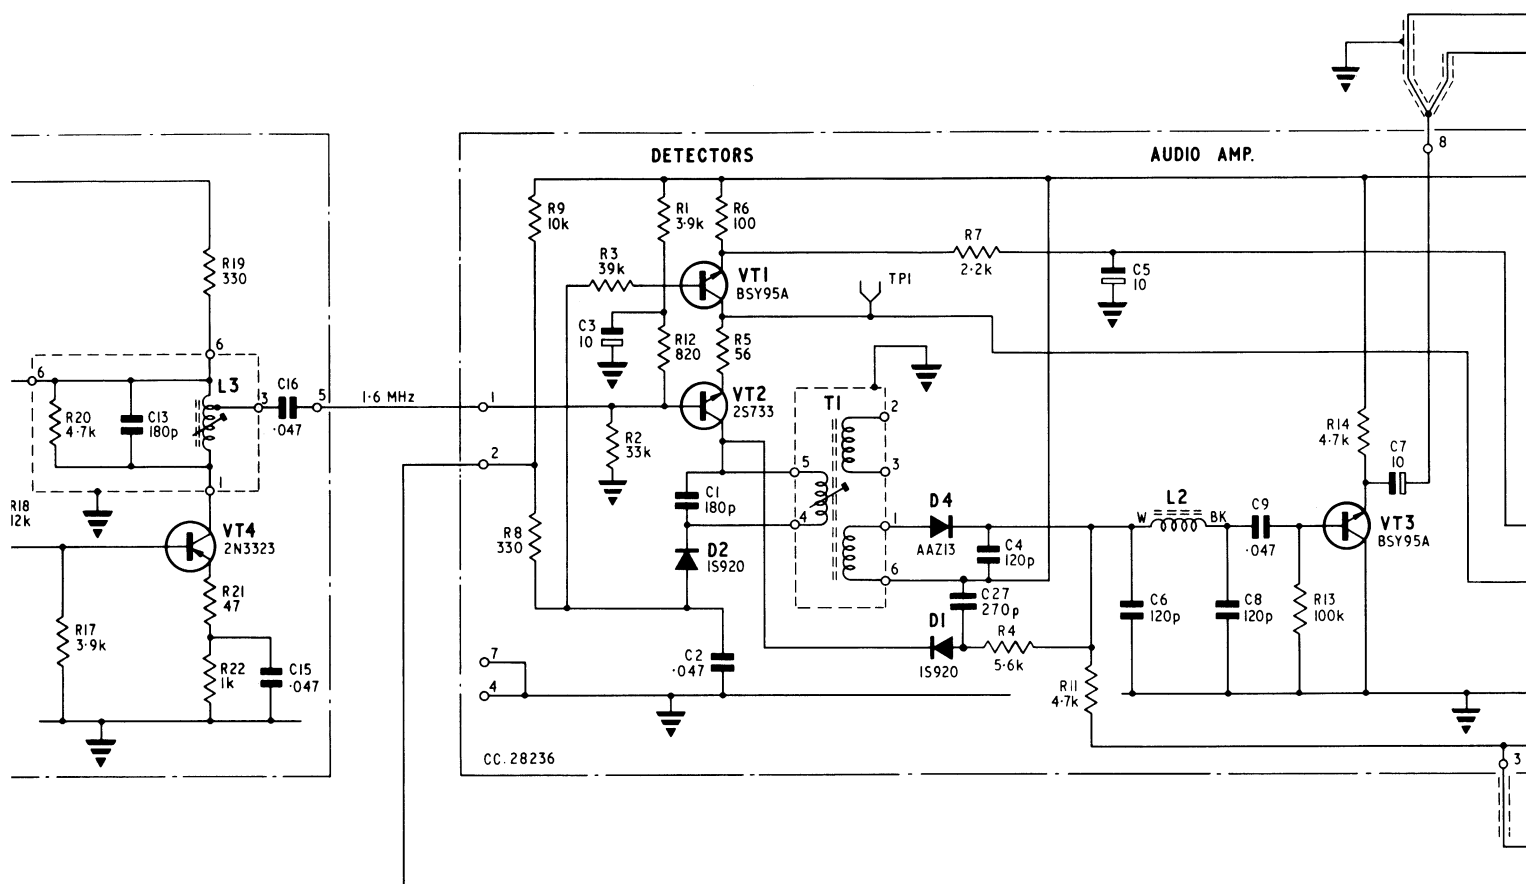 DETECTORS
AUDIO AMP.
8
R9
10k
R1
3·9k
R6
100
R7
2·2k
R3
39k
VT1
BSY95A
TP1
C5
10
R19
330
C3
10
R12
820
R5
56
6
6
L3
3
C16
·047
5
1·6 MHz
1
VT2
2S733
T1
2
R20
4·7k
C13
180p
R2
33k
R14
4·7k
C7
10
2
5
3
1
R18
12k
C1
180p
4
D4
AAZ13
1
L2
W
BK
C9
·047
VT3
BSY95A
VT4
2N3323
R8
330
D2
1S920
C4
120p
6
R21
47
C27
270p
C6
120p
C8
120p
R13
100k
R17
3·9k
D1
1S920
R4
5·6k
R22
1k
C15
·047
7
C2
·047
4
R11
4·7k
CC. 28236
3